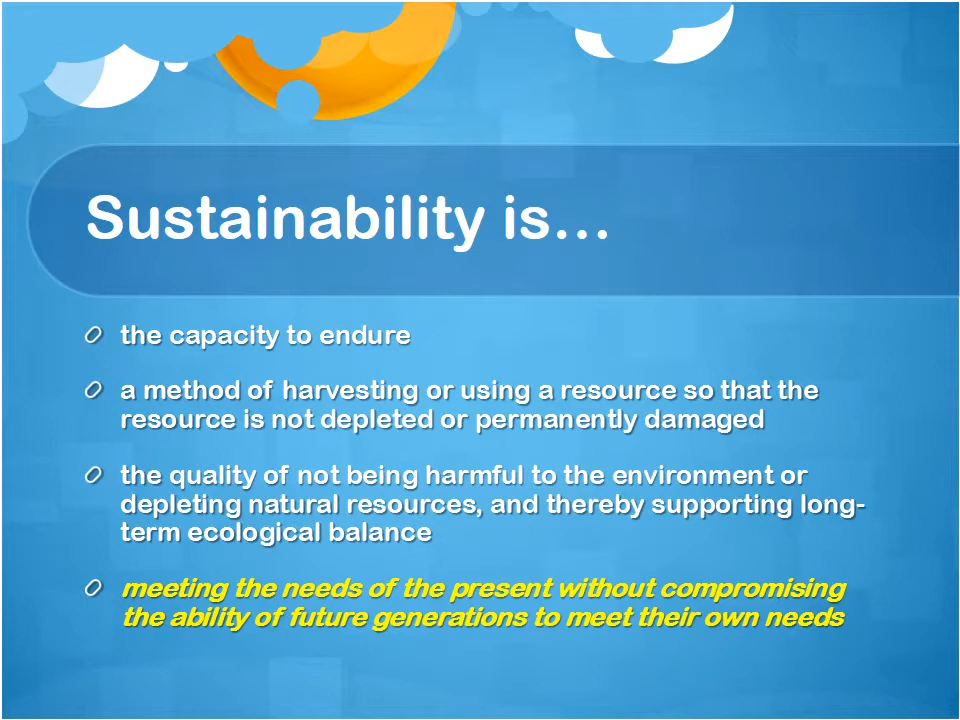 Sustainability is…
the capacity to endure
a method of harvesting or using a resource so that the
resource is not depleted or permanently damaged
the quality of not being harmful to the environment or
depleting natural resources, and thereby supporting long-
term ecological balance
meeting the needs of the present without compromising
the ability of future generations to meet their own needs